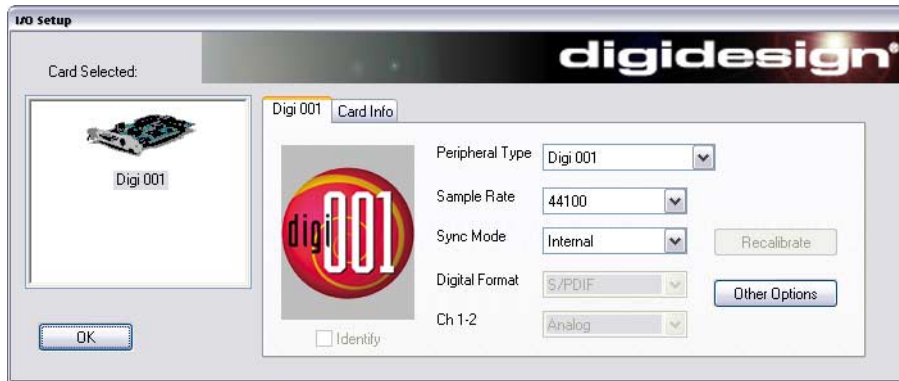 I/O Setup
digidesign®
Card Selected:
Digi 001
Digi 001 Card Info
digi 001
Peripheral Type Digi 001
Sample Rate 44100
Sync Mode Internal Recalibrate
Digital Format S/PDIF Other Options
Ch 1-2 Analog
Identify
OK